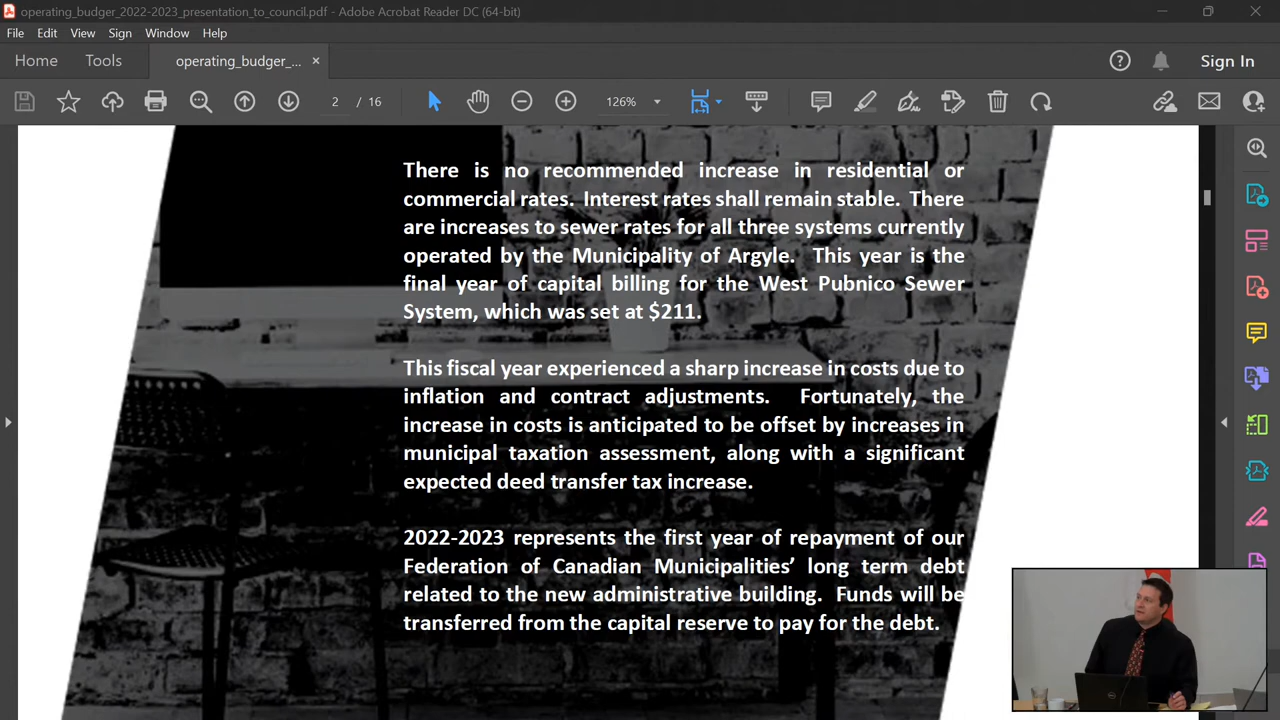 operating_budget_2022-2023_presentation_to_council.pdf - Adobe Acrobat Reader DC (64-bit)
File Edit View Sign Window Help
Home Tools operating_budger_... × Sign In
2 / 16 126%
There is no recommended increase in residential or
commercial rates. Interest rates shall remain stable. There
are increases to sewer rates for all three systems currently
operated by the Municipality of Argyle. This year is the
final year of capital billing for the West Pubnico Sewer
System, which was set at $211.
This fiscal year experienced a sharp increase in costs due to
inflation and contract adjustments. Fortunately, the
increase in costs is anticipated to be offset by increases in
municipal taxation assessment, along with a significant
expected deed transfer tax increase.
2022-2023 represents the first year of repayment of our
Federation of Canadian Municipalities' long term debt
related to the new administrative building. Funds will be
transferred from the capital reserve to pay for the debt.